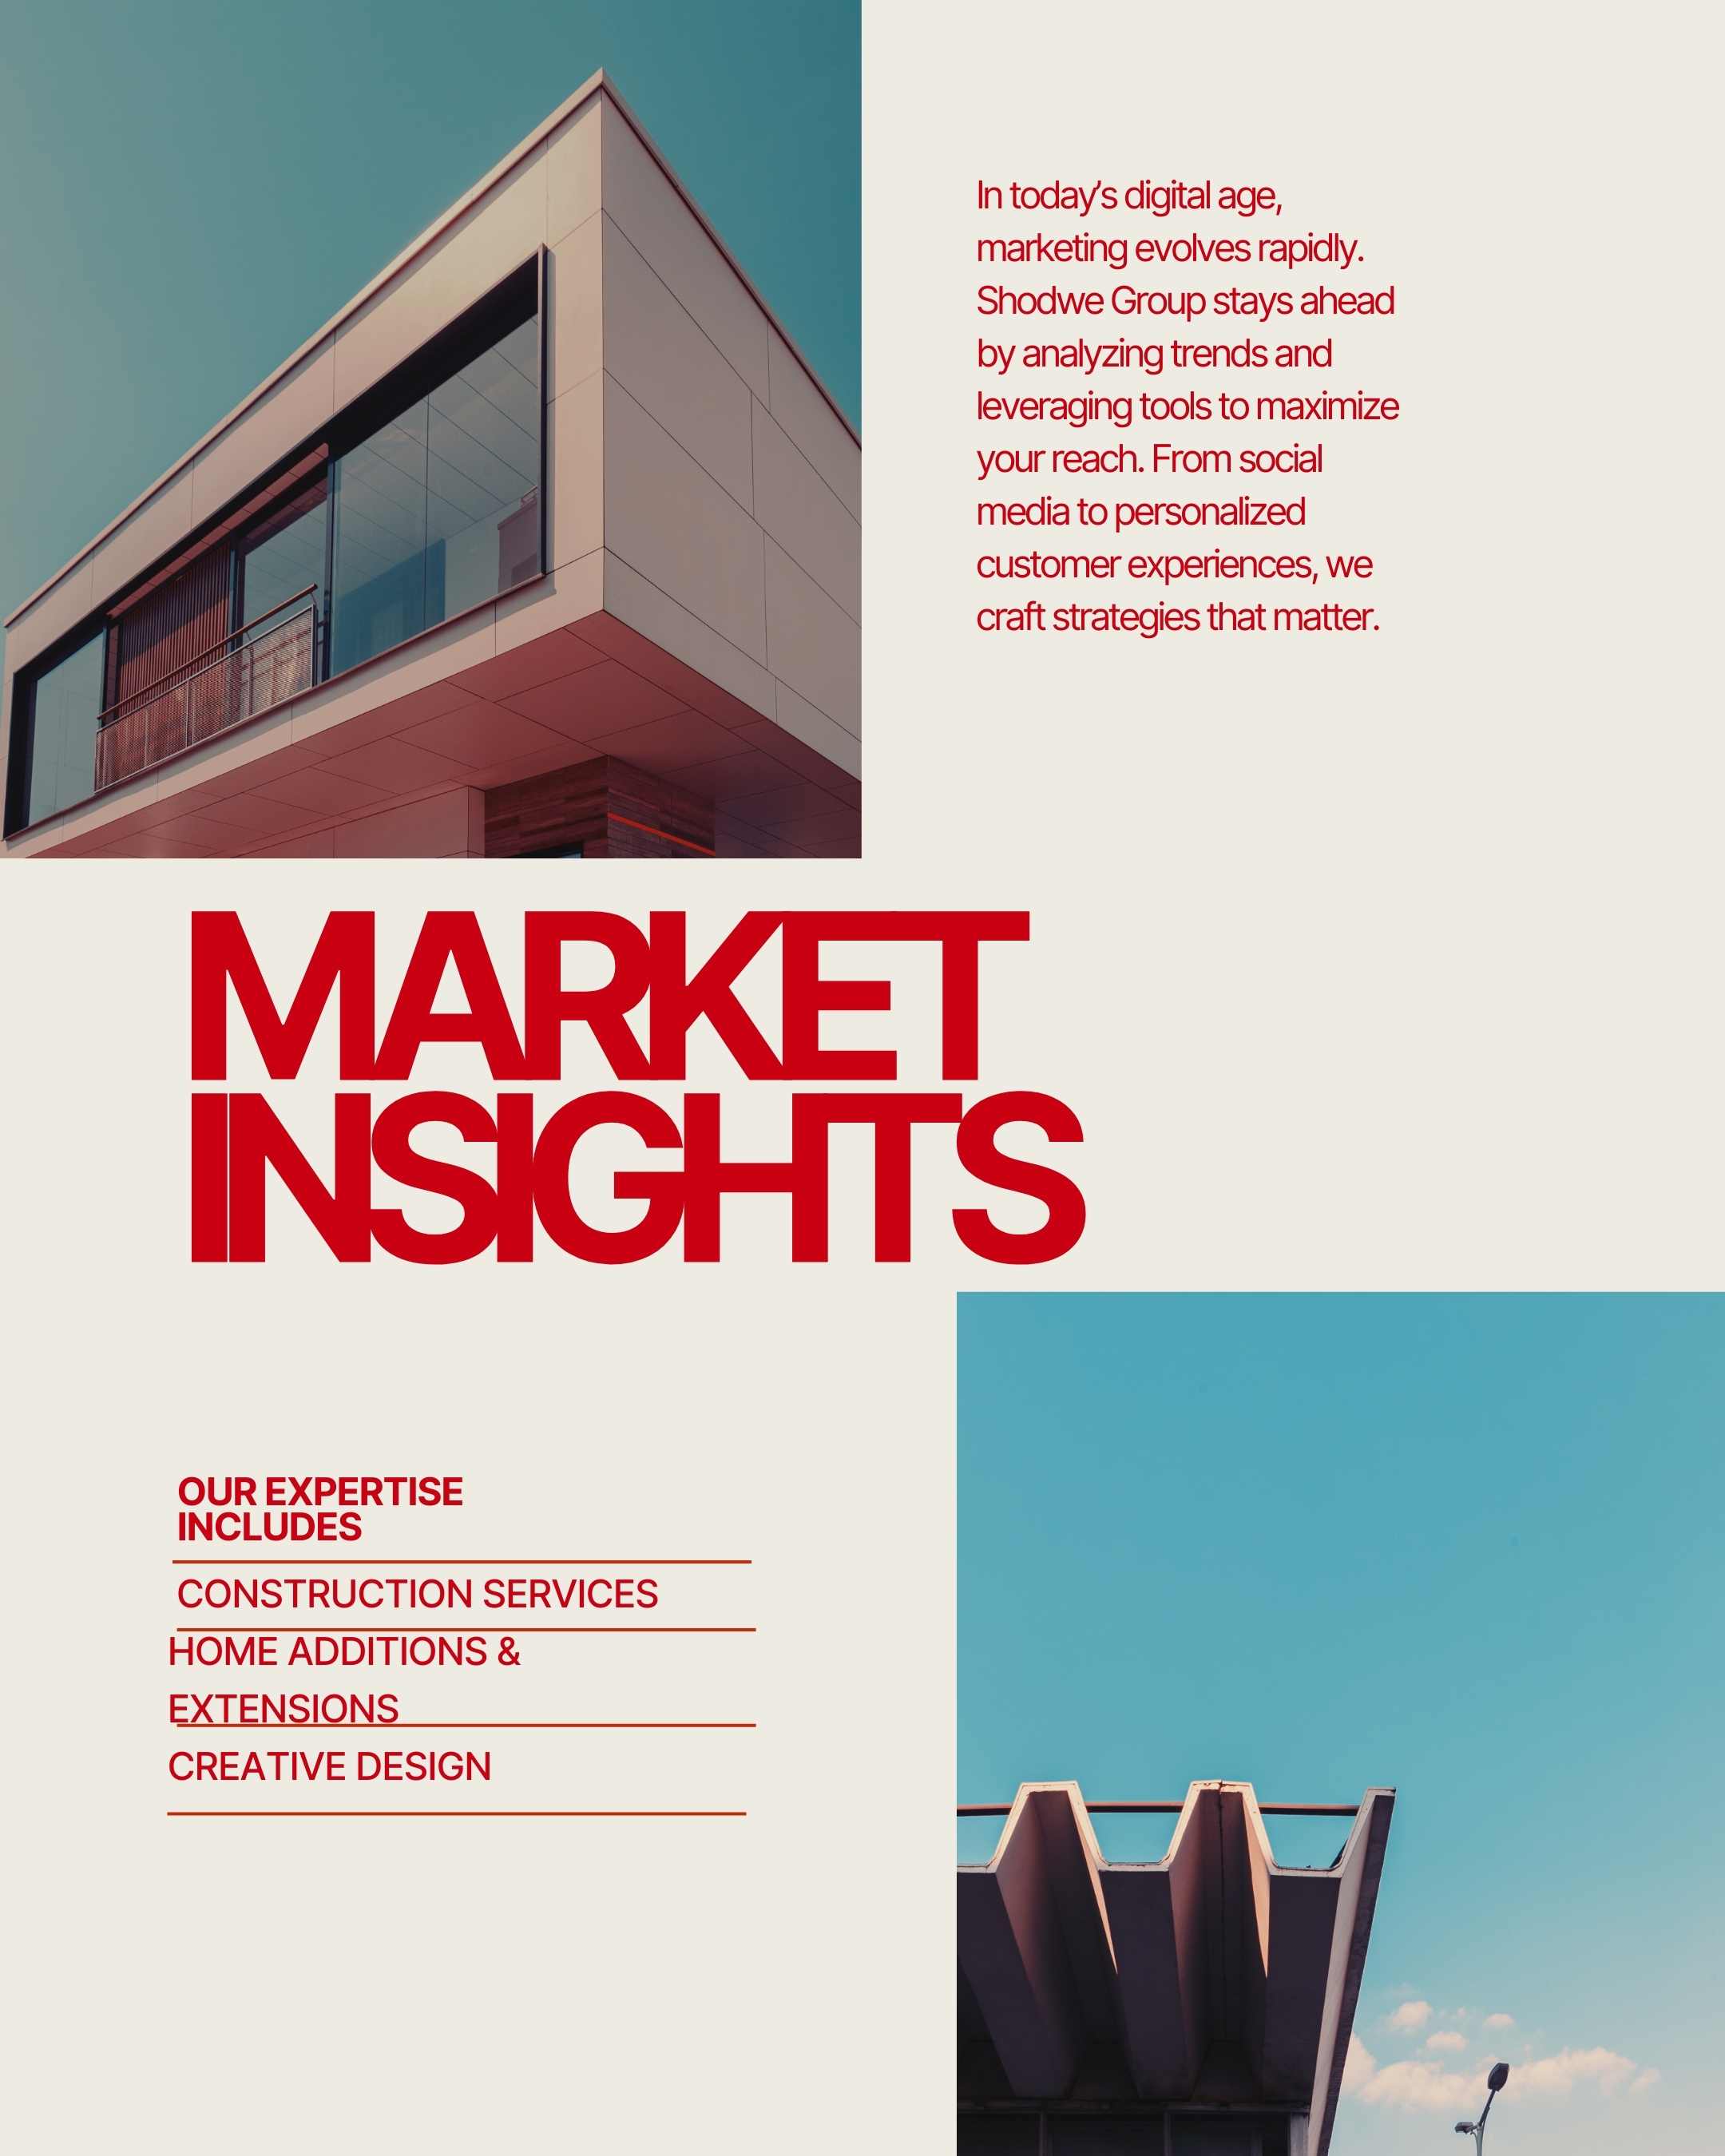 In today’s digital age,
marketing evolves rapidly.
Shodwe Group stays ahead
by analyzing trends and
leveraging tools to maximize
your reach. From social
media to personalized
customer experiences, we
craft strategies that matter.
MARKET
INSIGHTS
OUR EXPERTISE
INCLUDES
CONSTRUCTION SERVICES
HOME ADDITIONS &
EXTENSIONS
CREATIVE DESIGN